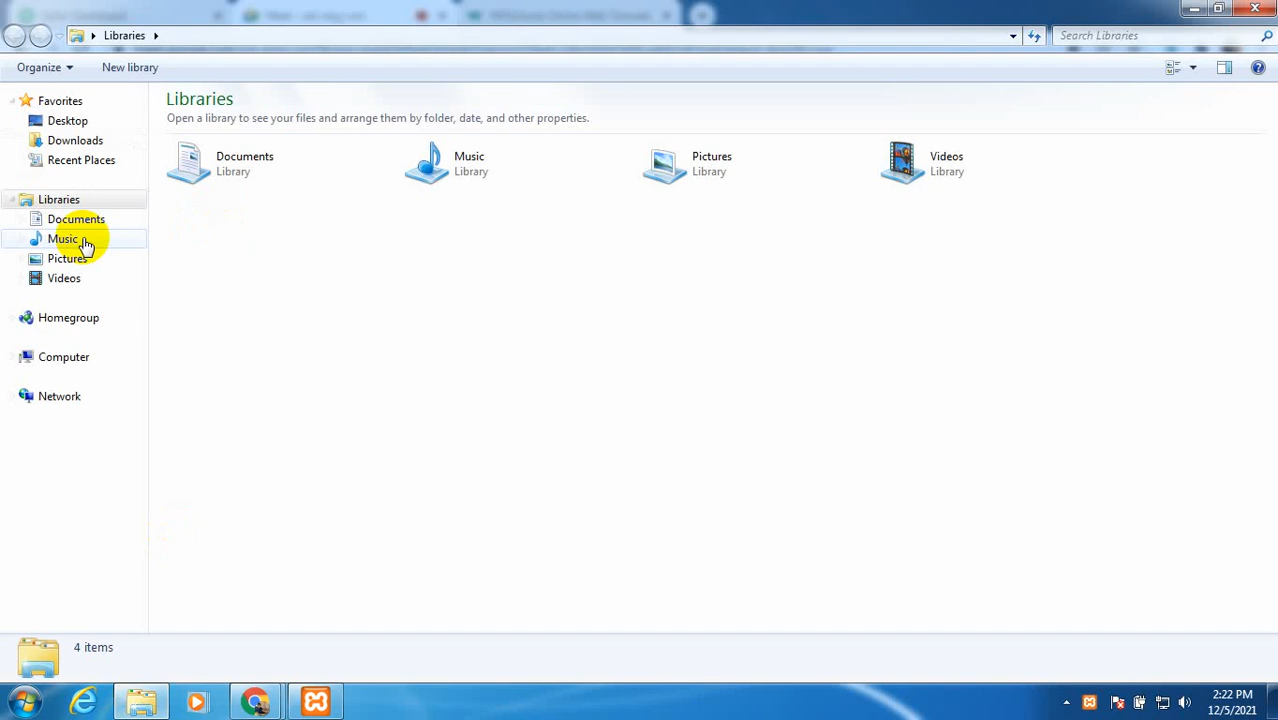 Libraries
Search Libraries
Organize
New library
Favorites
Desktop
Downloads
Recent Places
Libraries
Documents
Music
Pictures
Videos
Homegroup
Computer
Network
Libraries
Open a library to see your files and arrange them by folder, date, and other properties.
Documents
Library
Music
Library
Pictures
Library
Videos
Library
4 items
2:22 PM
12/5/2021